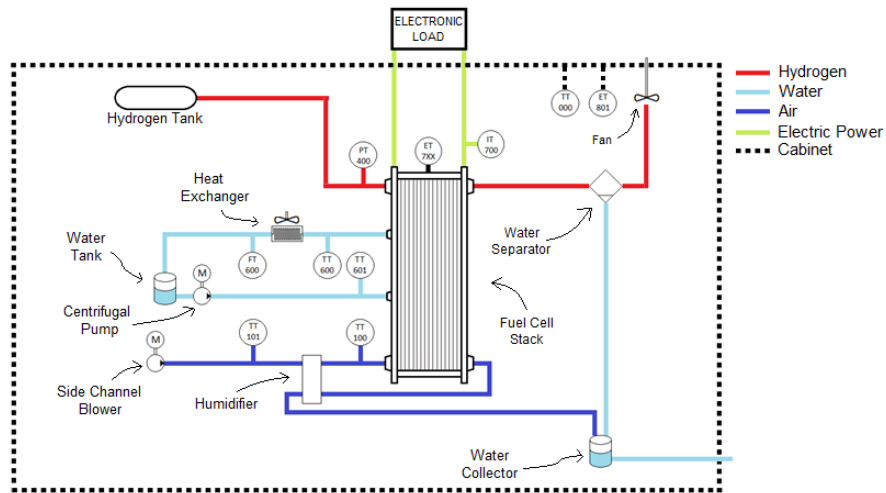 ELECTRONIC
LOAD
Hydrogen
Water
Air
Electric Power
Cabinet
Hydrogen Tank
TT
000
ET
801
Fan
PT
400
ET
7XX
IT
700
Heat
Exchanger
Water
Tank
FT
600
TT
600
TT
601
M
Centrifugal
Pump
Water
Separator
Fuel Cell
Stack
M
TT
101
TT
100
Side Channel
Blower
Humidifier
Water
Collector